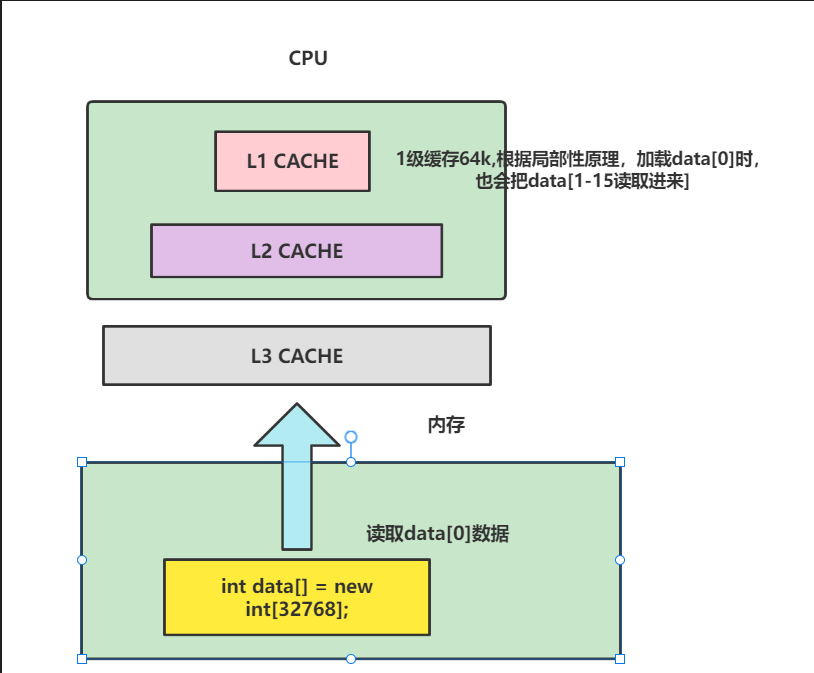 CPU
L1 CACHE
1级缓存64k,根据局部性原理，加载data[0]时，
也会把data[1-15读取进来]
L2 CACHE
L3 CACHE
内存
读取data[0]数据
int data[] = new
int[32768];